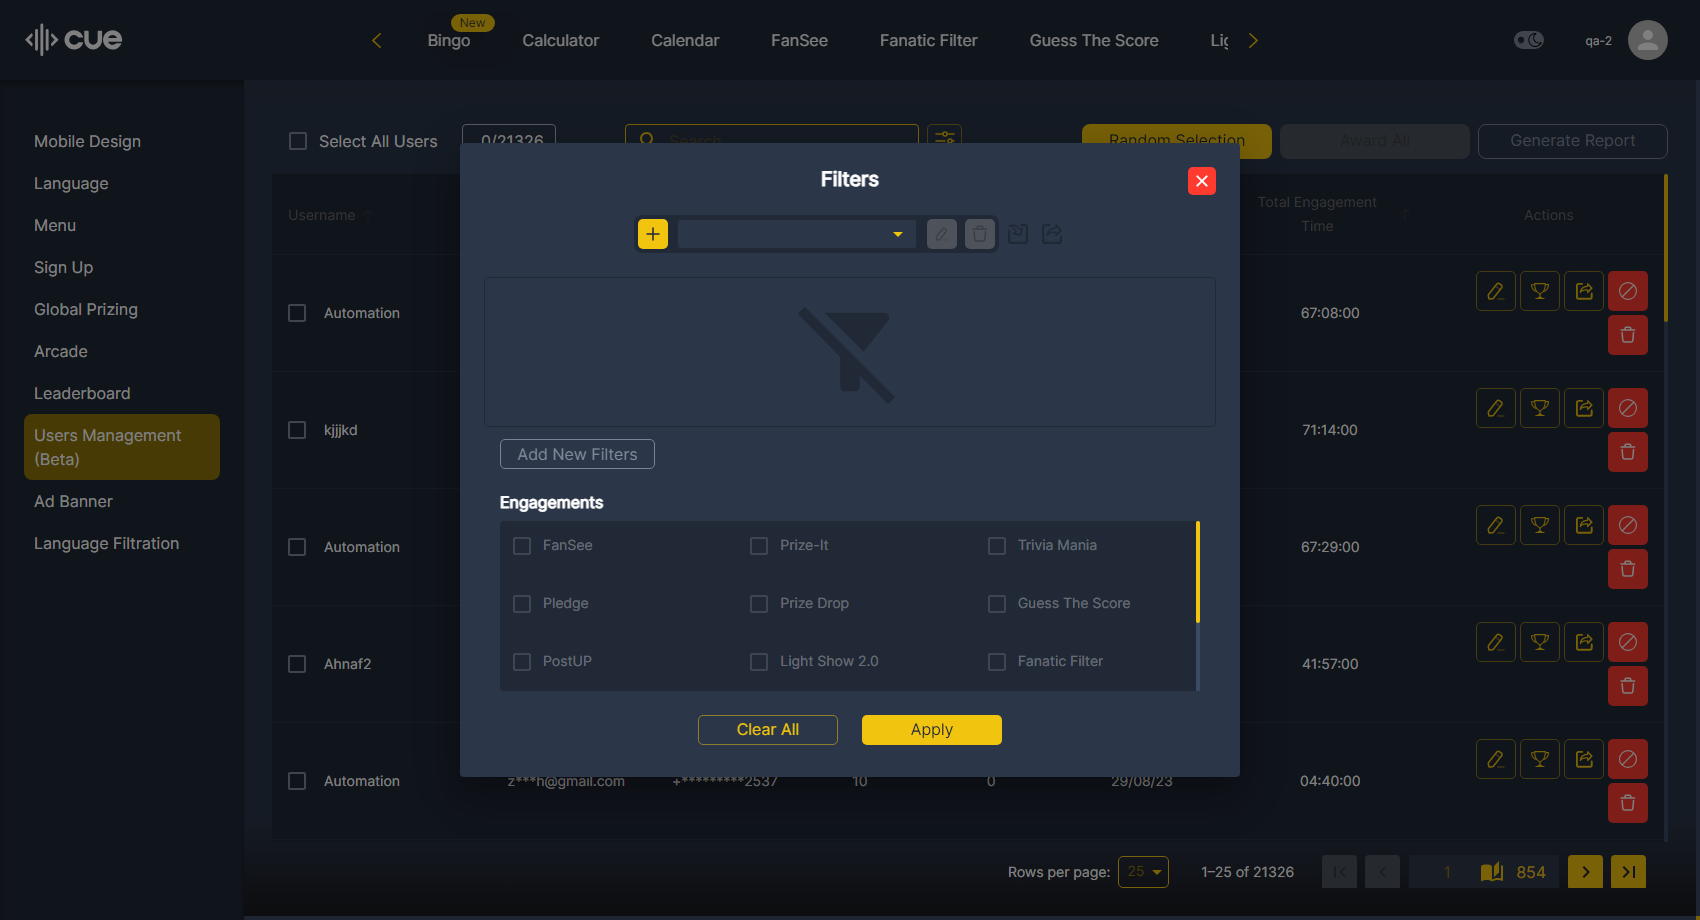 cue
New
Bingo
Calculator
Calendar
FanSee
Fanatic Filter
Guess The Score
qa-2
Mobile Design
Language
Menu
Sign Up
Global Prizing
Arcade
Leaderboard
Users Management
(Beta)
Ad Banner
Language Filtration
Select All Users
0/21326
Search
Random Selection
Award All
Generate Report
Username
Total Engagement
Time
Actions
Automation
67:08:00
kjjjkd
71:14:00
Automation
67:29:00
Ahnaf2
41:57:00
Automation
z***h@gmail.com
+*********2537
10
0
29/08/23
04:40:00
Filters
Add New Filters
Engagements
FanSee
Prize-It
Trivia Mania
Pledge
Prize Drop
Guess The Score
PostUP
Light Show 2.0
Fanatic Filter
Clear All
Apply
Rows per page:
25
1–25 of 21326
1
854